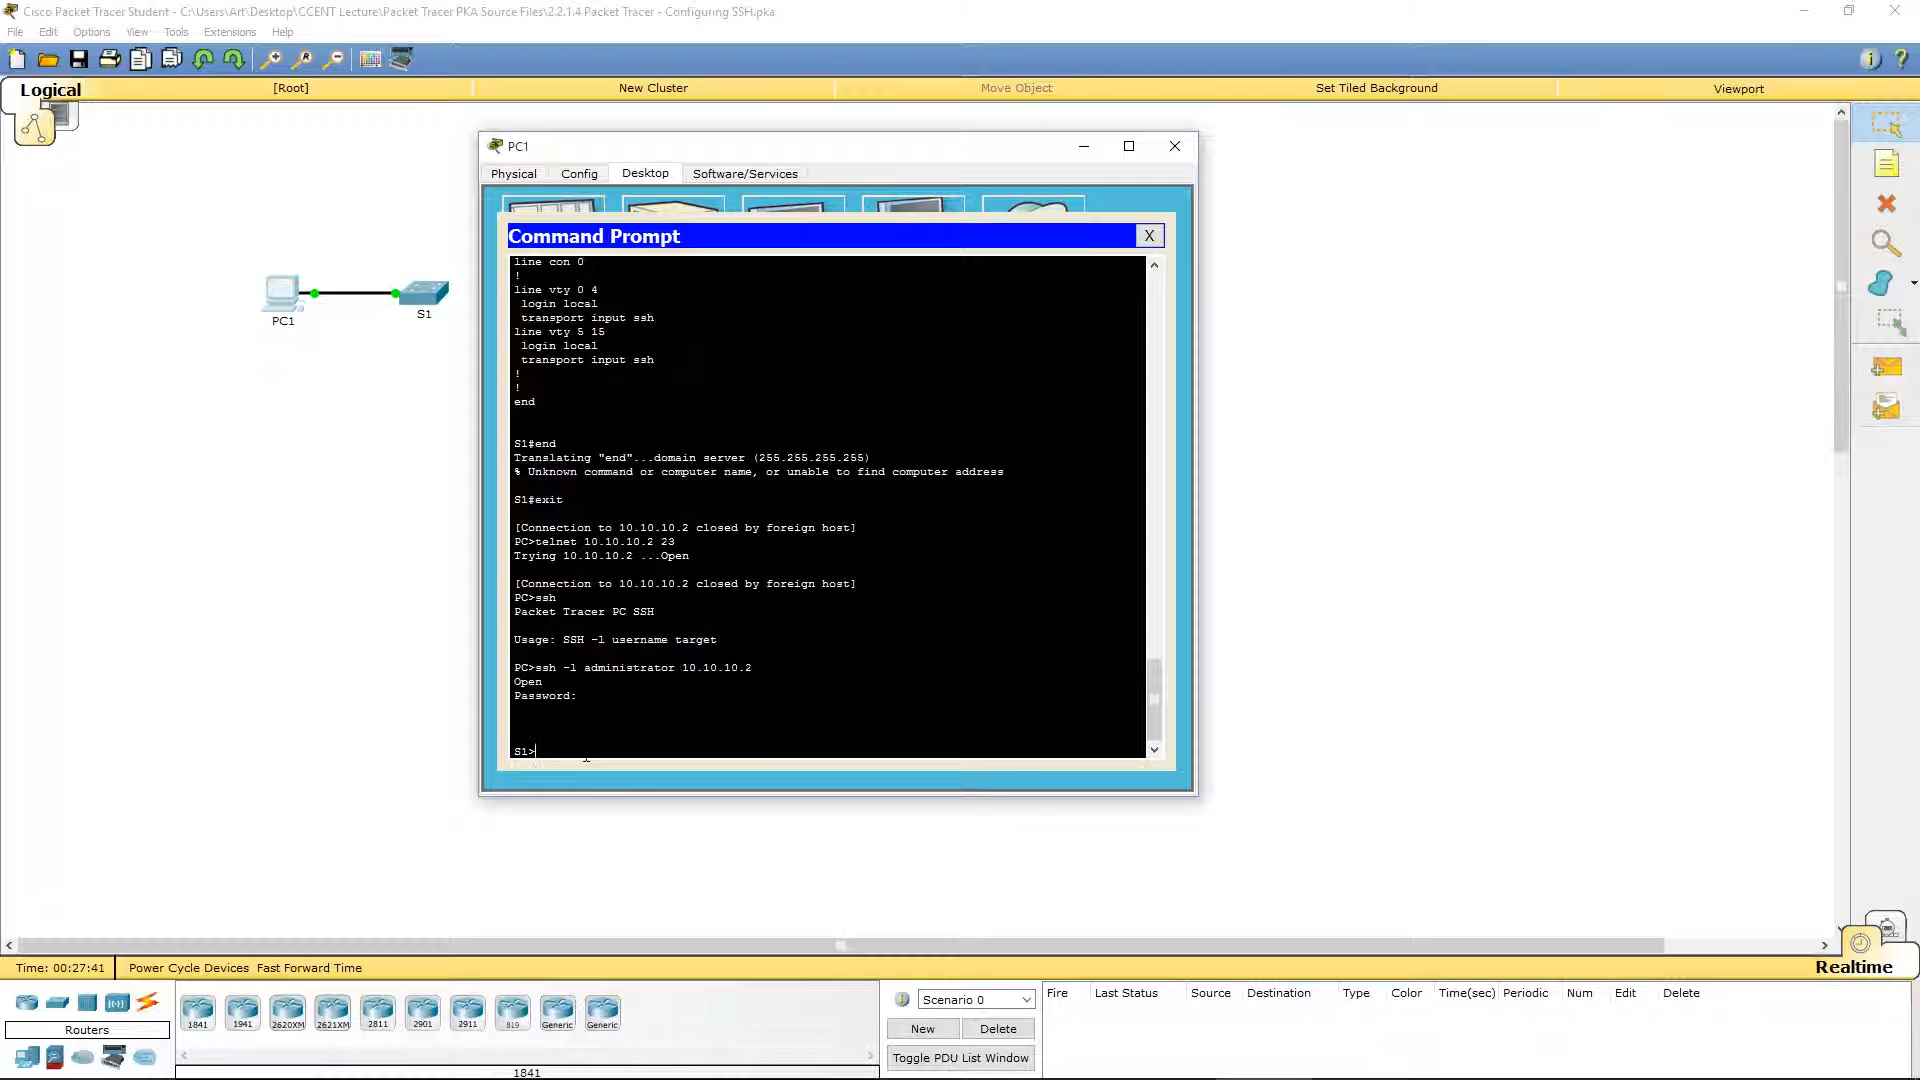 Cisco Packet Tracer Student - C:\Users\Art\Desktop\CCENT Lecture\Packet Tracer PKA Source Files\2.2.1.4 Packet Tracer - Configuring SSH.pka
File Edit Options View Tools Extensions Help
Logical
[Root]
New Cluster
Move Object
Set Tiled Background
Viewport
PC1
S1
PC1
Physical Config Desktop Software/Services
Command Prompt
X
line con 0
!
line vty 0 4
login local
transport input ssh
line vty 5 15
login local
transport input ssh
!
!
end
S1#end
Translating "end"...domain server (255.255.255.255)
% Unknown command or computer name, or unable to find computer address
S1#exit
[Connection to 10.10.10.2 closed by foreign host]
PC>telnet 10.10.10.2 23
Trying 10.10.10.2 ...Open
[Connection to 10.10.10.2 closed by foreign host]
PC>ssh
Packet Tracer PC SSH
Usage: SSH -l username target
PC>ssh -l administrator 10.10.10.2
Open
Password:
S1>
Time: 00:27:41
Power Cycle Devices Fast Forward Time
Realtime
Routers
1841 1941 2620XM 2621XM 2811 2901 2911 819 Generic Generic
1841
Scenario 0
New
Delete
Toggle PDU List Window
Fire Last Status Source Destination Type Color Time(sec) Periodic Num Edit Delete